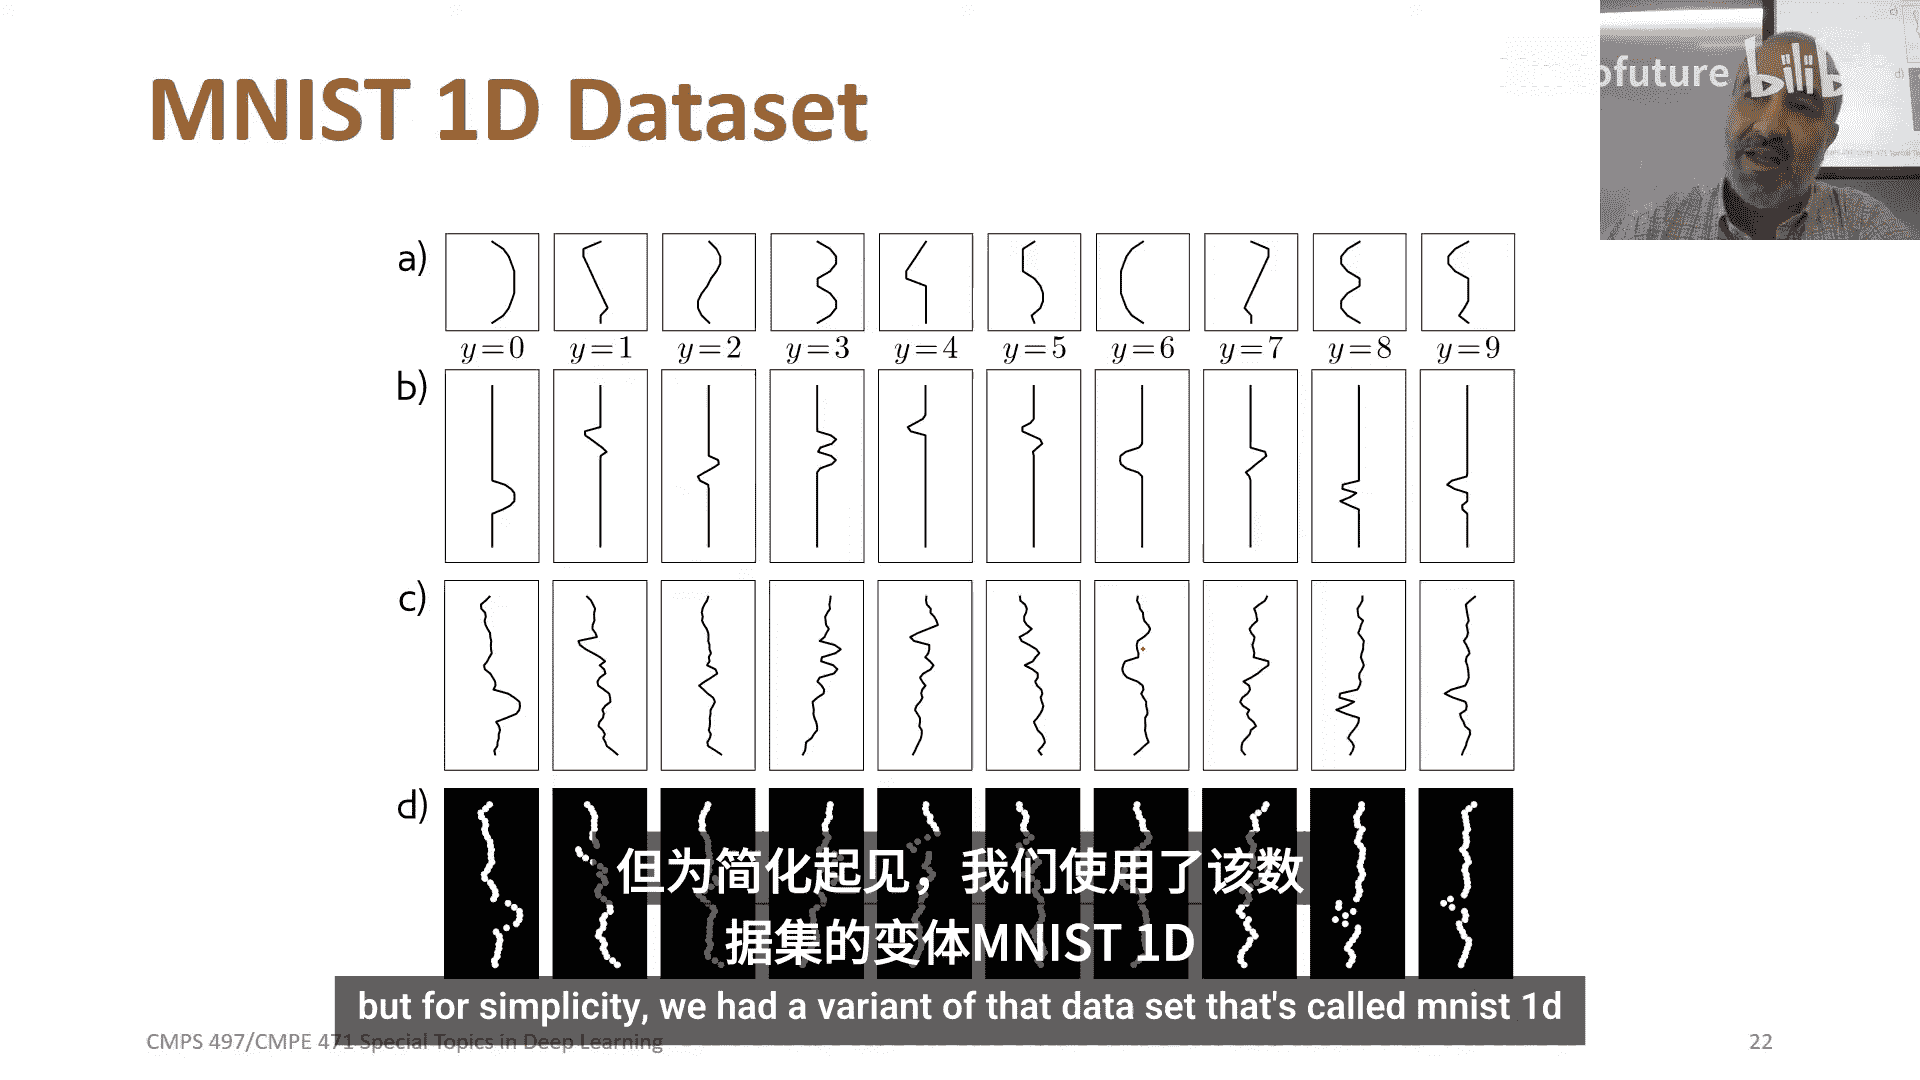 MNIST 1D Dataset
ofuture bilib
a)
y=0 y=1 y=2 y=3 y=4 y=5 y=6 y=7 y=8 y=9
b)
c)
d)
但为简化起见，我们使用了该数
据集的变体MNIST 1D
but for simplicity, we had a variant of that data set that's called mnist 1d
CMPS 497/CMPE 471 Special Topics in Deep Learning
22